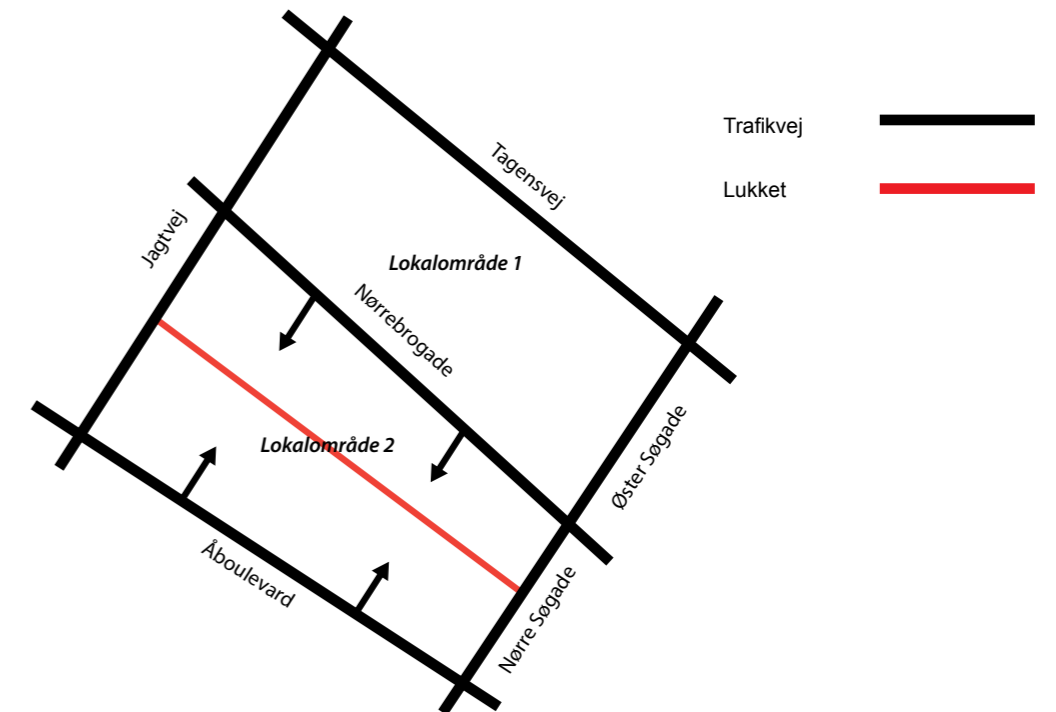 Tagensvej
Trafikvej
Lukket
Jagtvej
Lokalområde 1
Nørrebrogade
Lokalområde 2
Øster Søgade
Åboulevard
Nørre Søgade